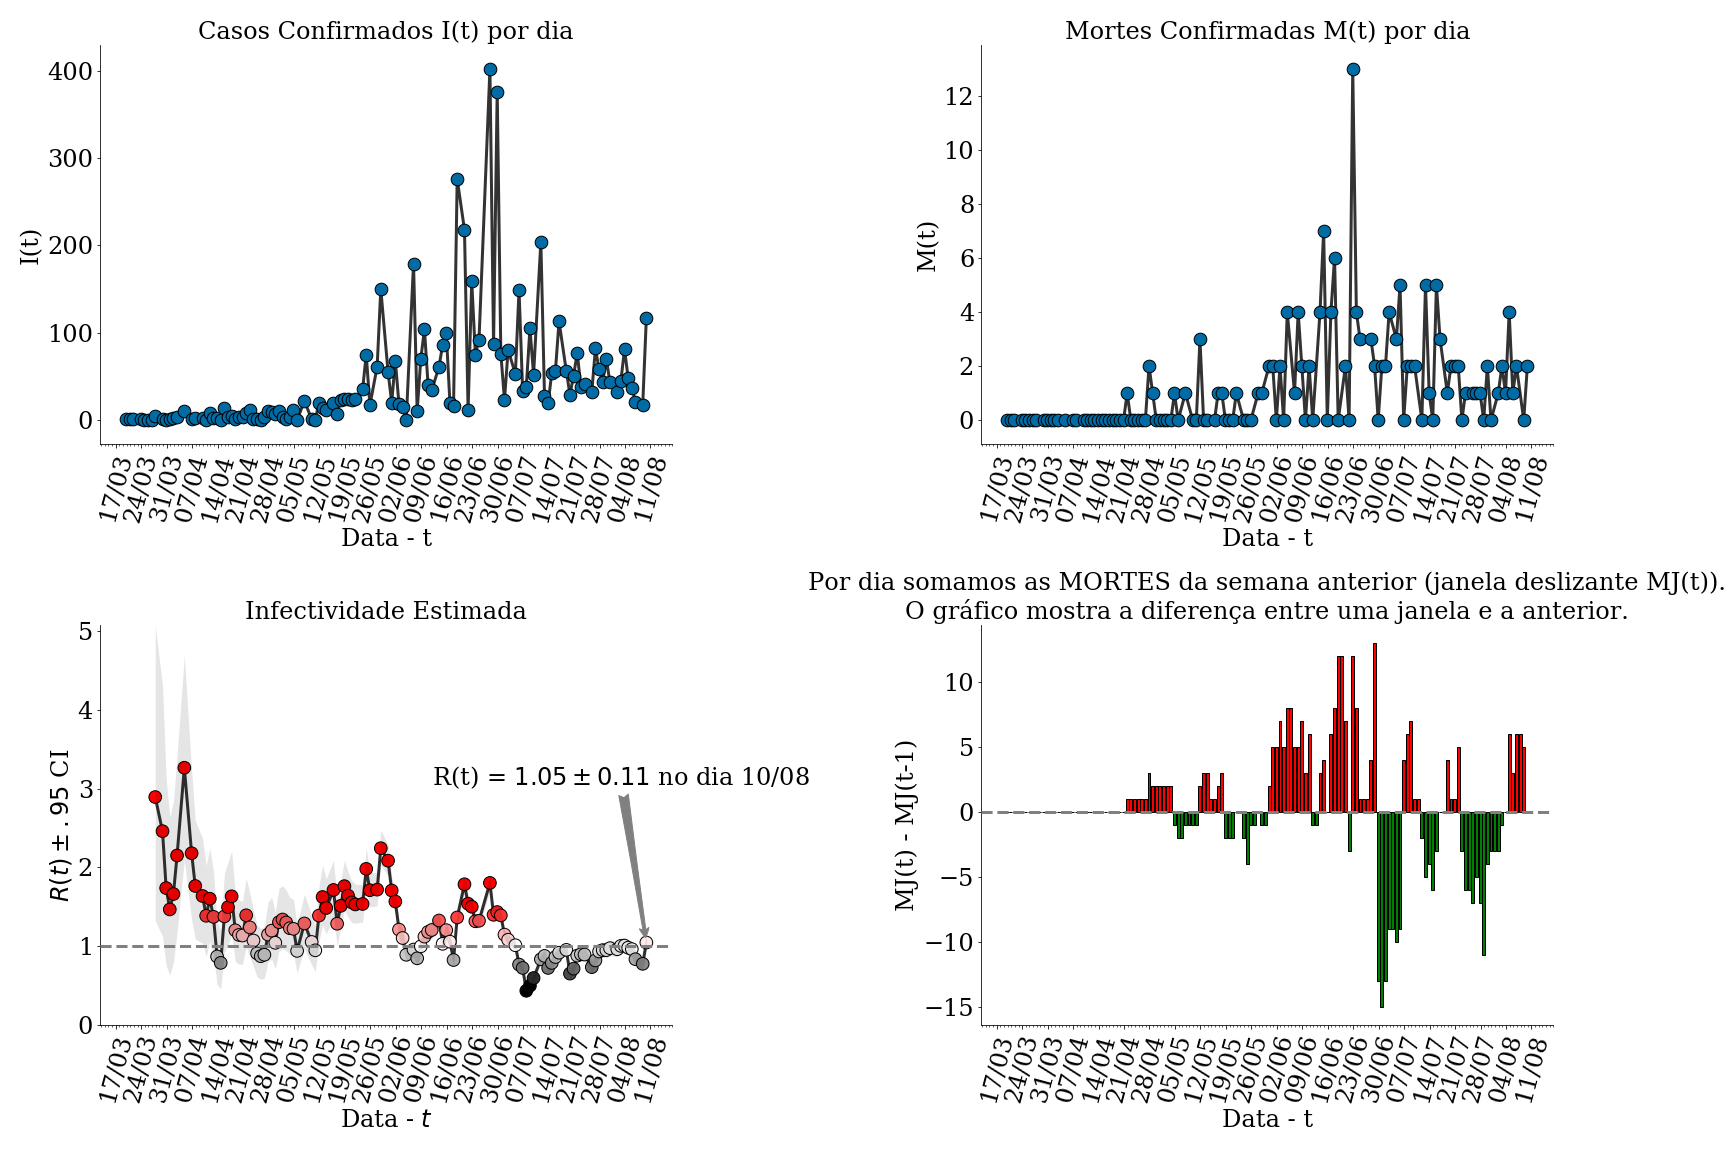 Casos Confirmados I(t) por dia
I(t)
400
300
200
100
0
17/03 24/03 31/03 07/04 14/04 21/04 28/04 05/05 12/05 19/05 26/05 02/06 09/06 16/06 23/06 30/06 07/07 14/07 21/07 28/07 04/08 11/08
Data - t
Mortes Confirmadas M(t) por dia
M(t)
12
10
8
6
4
2
0
17/03 24/03 31/03 07/04 14/04 21/04 28/04 05/05 12/05 19/05 26/05 02/06 09/06 16/06 23/06 30/06 07/07 14/07 21/07 28/07 04/08 11/08
Data - t
Infectividade Estimada
R(t) ± .95 CI
5
4
3
2
1
0
R(t) = 1.05 ± 0.11 no dia 10/08
17/03 24/03 31/03 07/04 14/04 21/04 28/04 05/05 12/05 19/05 26/05 02/06 09/06 16/06 23/06 30/06 07/07 14/07 21/07 28/07 04/08 11/08
Data - t
Por dia somamos as MORTES da semana anterior (janela deslizante MJ(t)).
O gráfico mostra a diferença entre uma janela e a anterior.
MJ(t) - MJ(t-1)
10
5
0
−5
−10
−15
17/03 24/03 31/03 07/04 14/04 21/04 28/04 05/05 12/05 19/05 26/05 02/06 09/06 16/06 23/06 30/06 07/07 14/07 21/07 28/07 04/08 11/08
Data - t